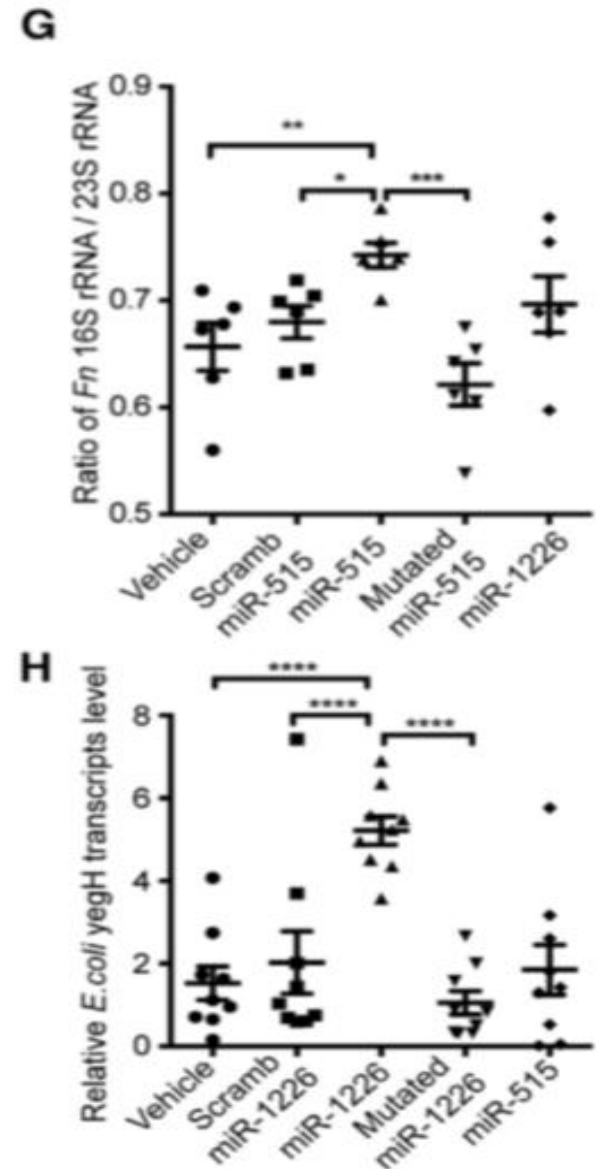 G
Ratio of Fn 16S rRNA / 23S rRNA
0.9
0.8
0.7
0.6
0.5
**
*
***
Vehicle
Scramb
miR-515
miR-515
Mutated
miR-515
miR-1226
H
Relative E.coli yegH transcripts level
8
6
4
2
0
****
****
****
Vehicle
Scramb
miR-1226
miR-1226
Mutated
miR-1226
miR-515